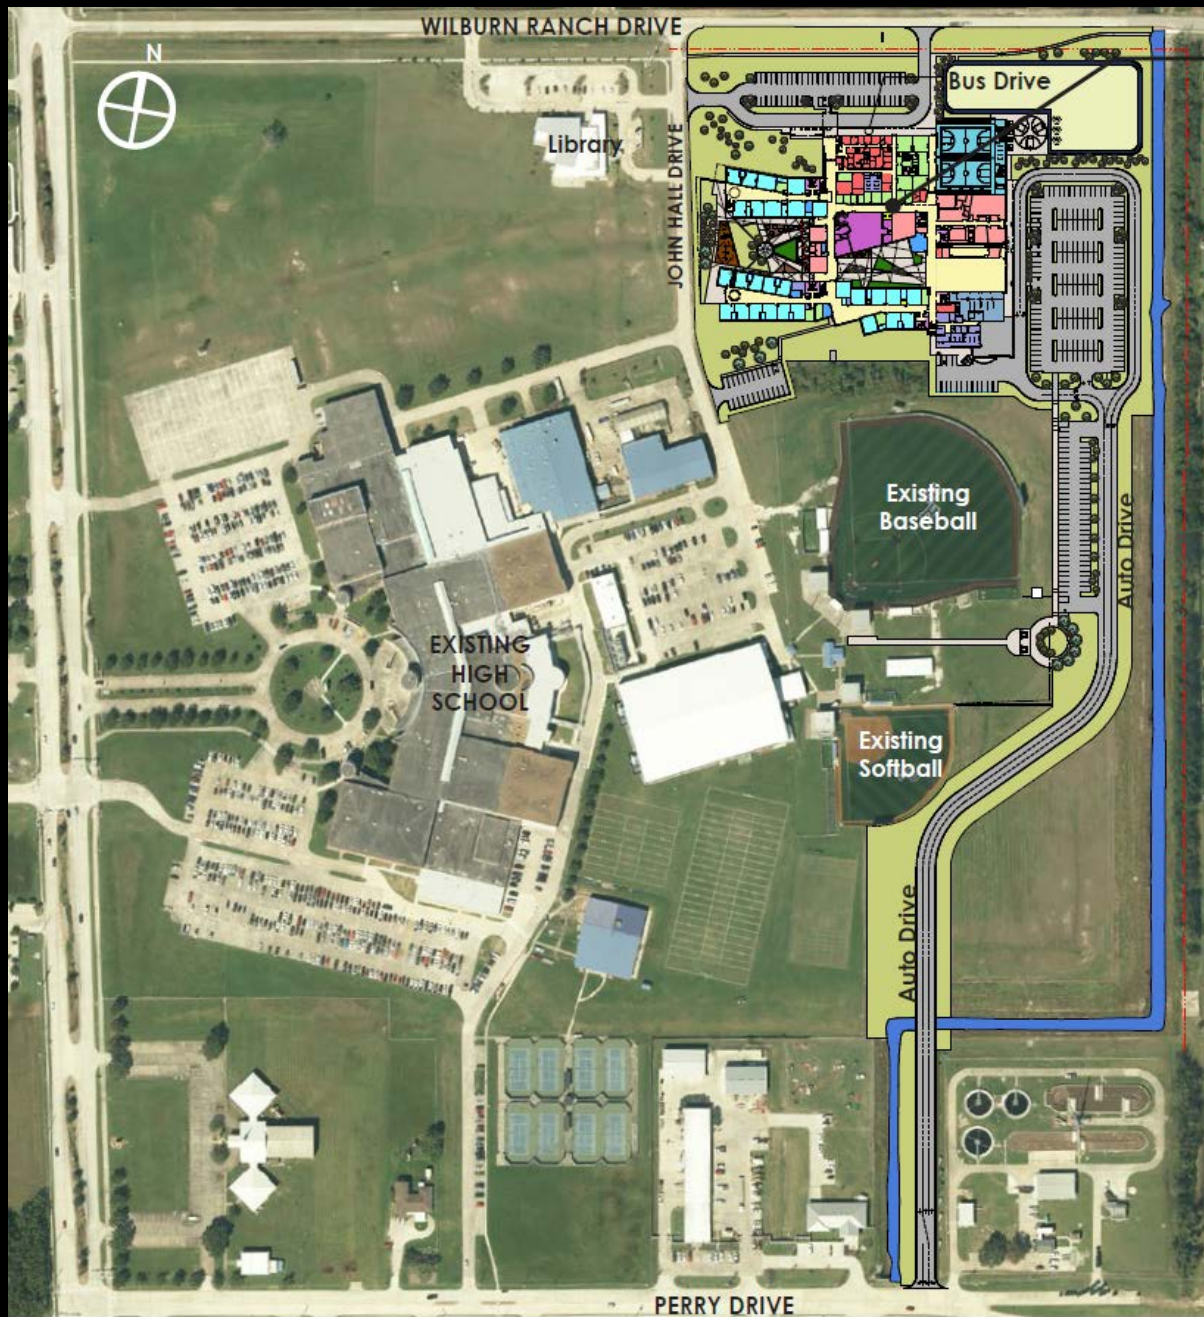 WILBURN RANCH DRIVE
N
Bus Drive
Library
JOHN HALL DRIVE
Existing
Baseball
Auto Drive
EXISTING
HIGH
SCHOOL
Existing
Softball
Auto Drive
PERRY DRIVE